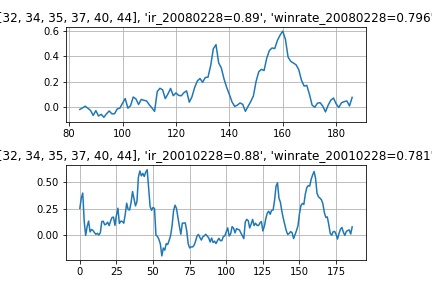 [32, 34, 35, 37, 40, 44], 'ir_20080228=0.89', 'winrate_20080228=0.796'
0.6
0.4
0.2
0.0
80 100 120 140 160 180
[32, 34, 35, 37, 40, 44], 'ir_20010228=0.88', 'winrate_20010228=0.781'
0.50
0.25
0.00
0 25 50 75 100 125 150 175